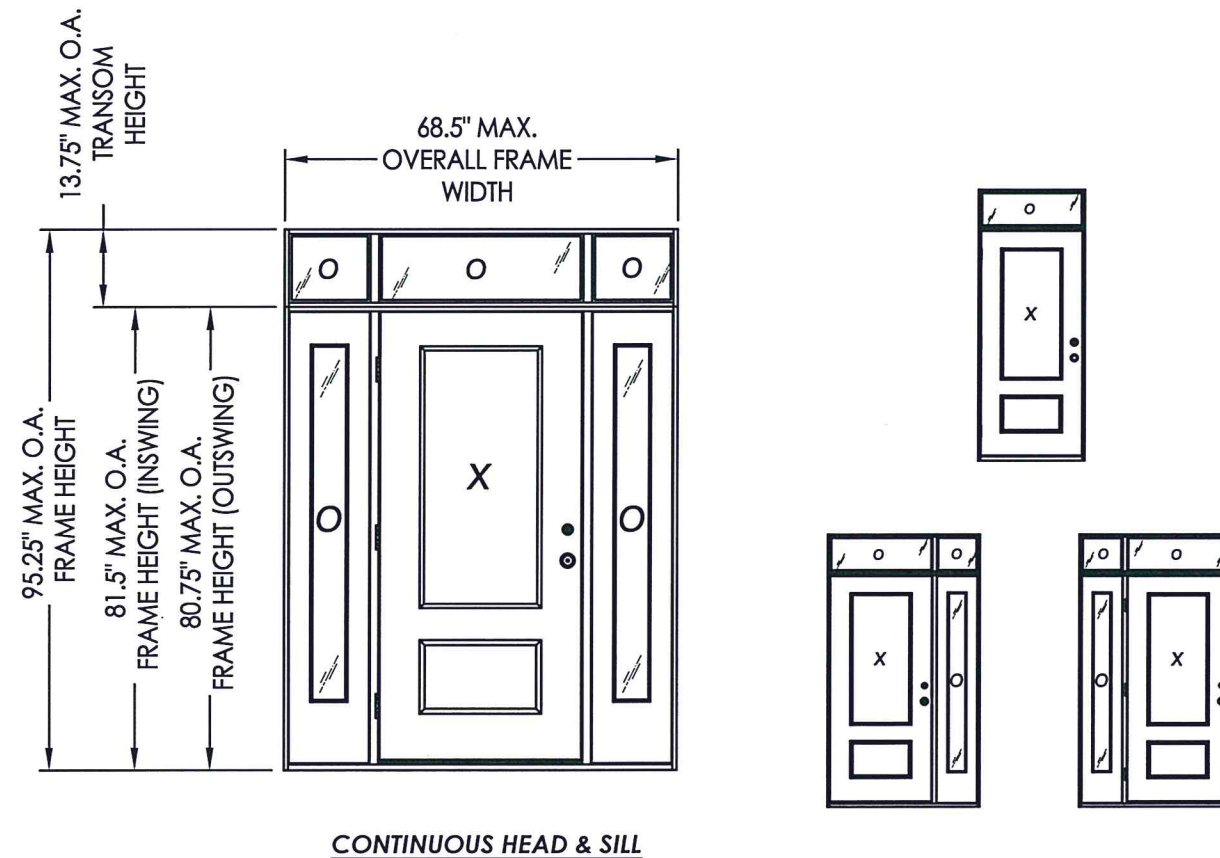 13.75" MAX. O.A.
TRANSOM
HEIGHT
68.5" MAX.
OVERALL FRAME
WIDTH
95.25" MAX. O.A.
FRAME HEIGHT
81.5" MAX. O.A.
FRAME HEIGHT (INSWING)
80.75" MAX. O.A.
FRAME HEIGHT (OUTSWING)
O O O
O X O
CONTINUOUS HEAD & SILL
O
X
O O
X O
O O
O X